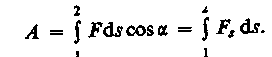 A = ∫₁² F ds cos α = ∫₁² Fₛ ds.